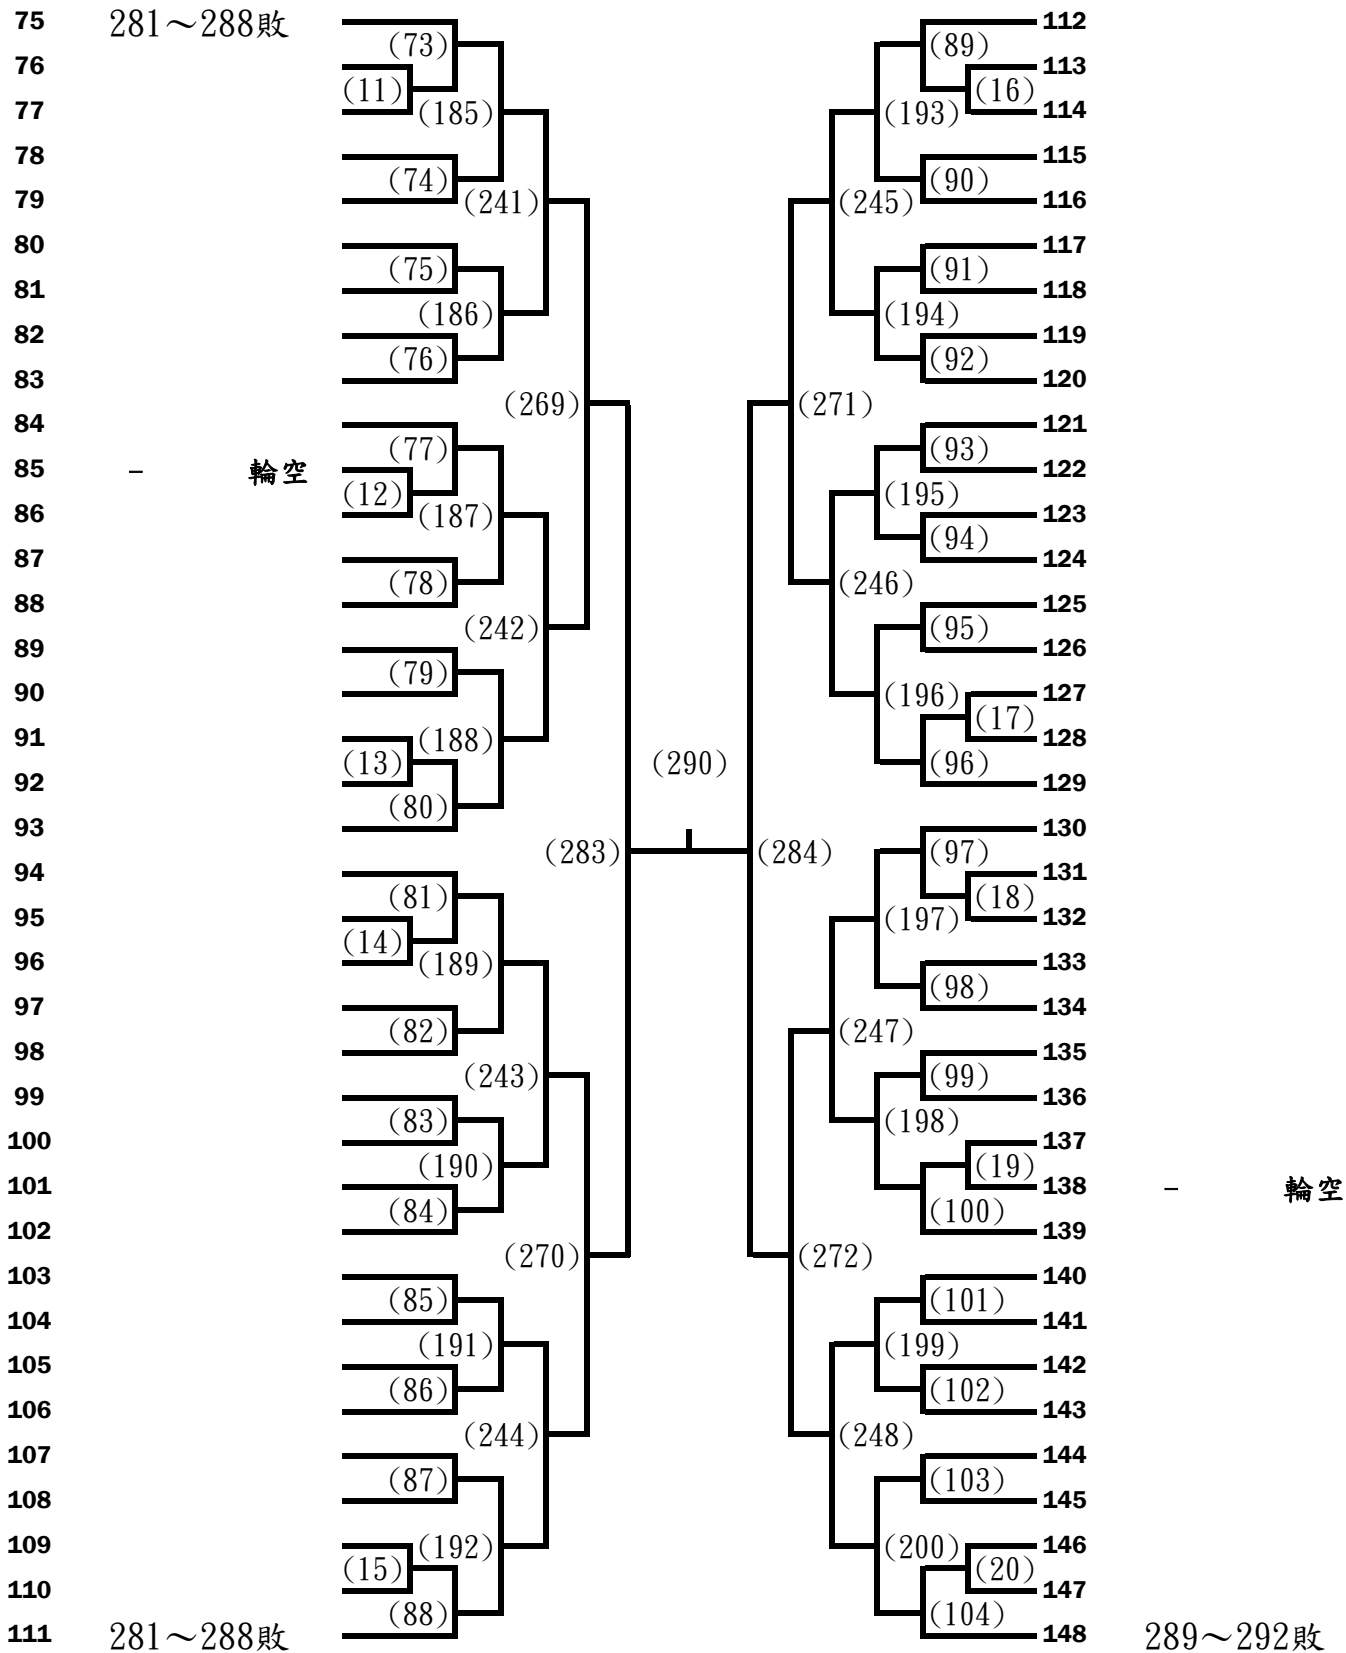 75 281～288敗 (73) (89) 112
76 (11) (16) 113
77 (185) (193) 114
78 (74) (90) 115
79 (241) (245) 116
80 (75) (91) 117
81 (186) (194) 118
82 (76) (92) 119
83 120
84 (269) (271) 121
85 － 輪空 (77) (93) 122
86 (12) (187) (195) 123
87 (78) (94) 124
88 (246) 125
89 (242) (95) 126
90 (79) (196) 127
91 (188) (17) 128
92 (13) (290) (96) 129
93 (80) 130
94 (283) (284) (97) 131
95 (81) (18) 132
96 (14) (189) (197) 133
97 (82) (98) 134
98 (247) 135
99 (243) (99) 136
100 (83) (198) 137
101 (190) (19) 138 － 輪空
102 (84) (100) 139
103 (270) (272) 140
104 (85) (101) 141
105 (191) (199) 142
106 (86) (102) 143
107 (244) (248) 144
108 (87) (103) 145
109 (192) (200) 146
110 (15) (20) 147
111 281～288敗 (88) (104) 148 289～292敗